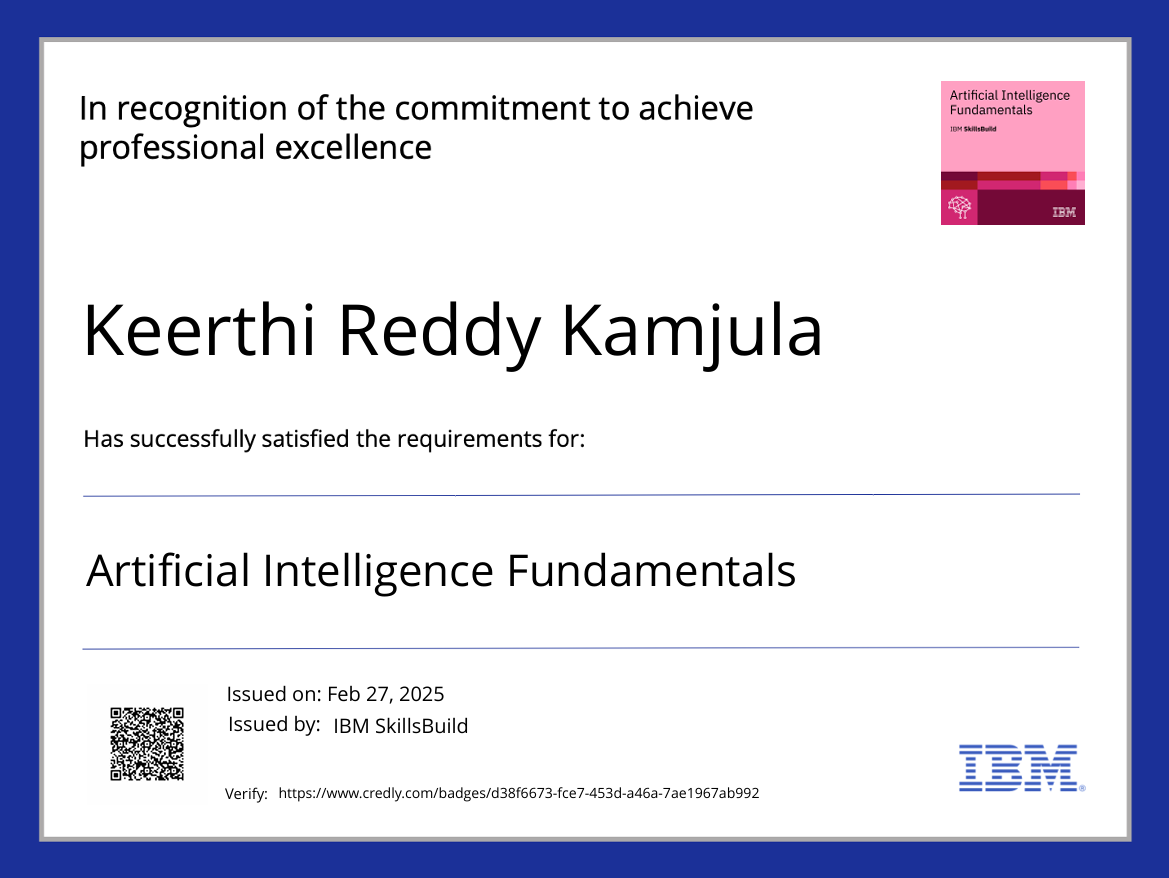 In recognition of the commitment to achieve
professional excellence
Artificial Intelligence
Fundamentals
IBM SkillsBuild
IBM
Keerthi Reddy Kamjula
Has successfully satisfied the requirements for:
Artificial Intelligence Fundamentals
Issued on: Feb 27, 2025
Issued by: IBM SkillsBuild
Verify: https://www.credly.com/badges/d38f6673-fce7-453d-a46a-7ae1967ab992
IBM®